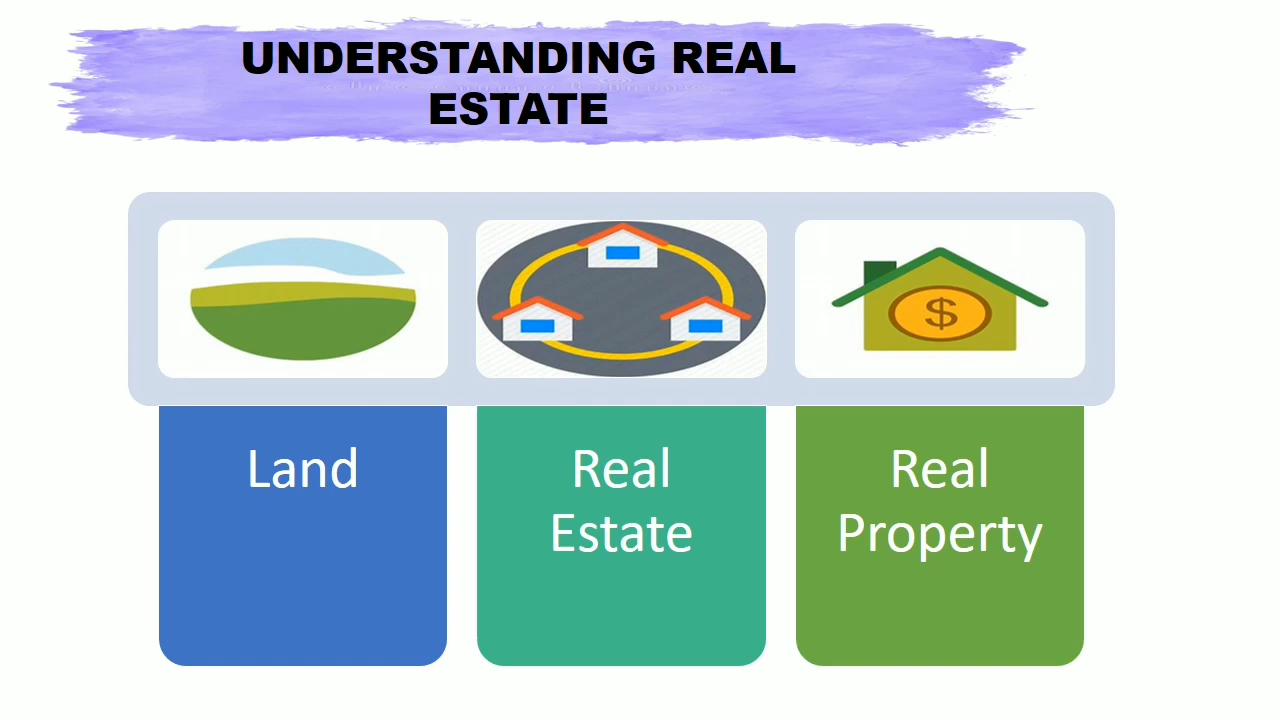 UNDERSTANDING REAL
ESTATE
$
Land
Real
Estate
Real
Property